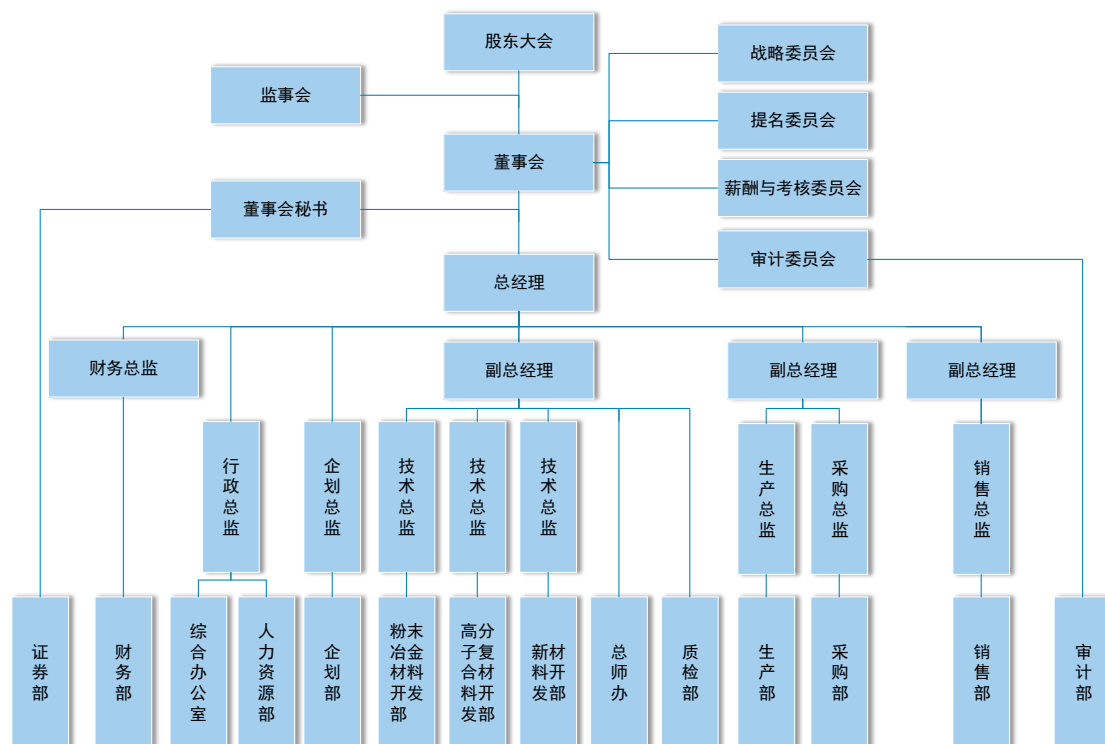 股东大会
战略委员会
监事会
提名委员会
董事会
薪酬与考核委员会
董事会秘书
审计委员会
总经理
财务总监
副总经理
副总经理
副总经理
行政总监
企划总监
技术总监
技术总监
技术总监
生产总监
采购总监
销售总监
证券部
财务部
综合办公室
人力资源部
企划部
粉末冶金材料开发部
高分子复合材料开发部
新材料开发部
总师办
质检部
生产部
采购部
销售部
审计部